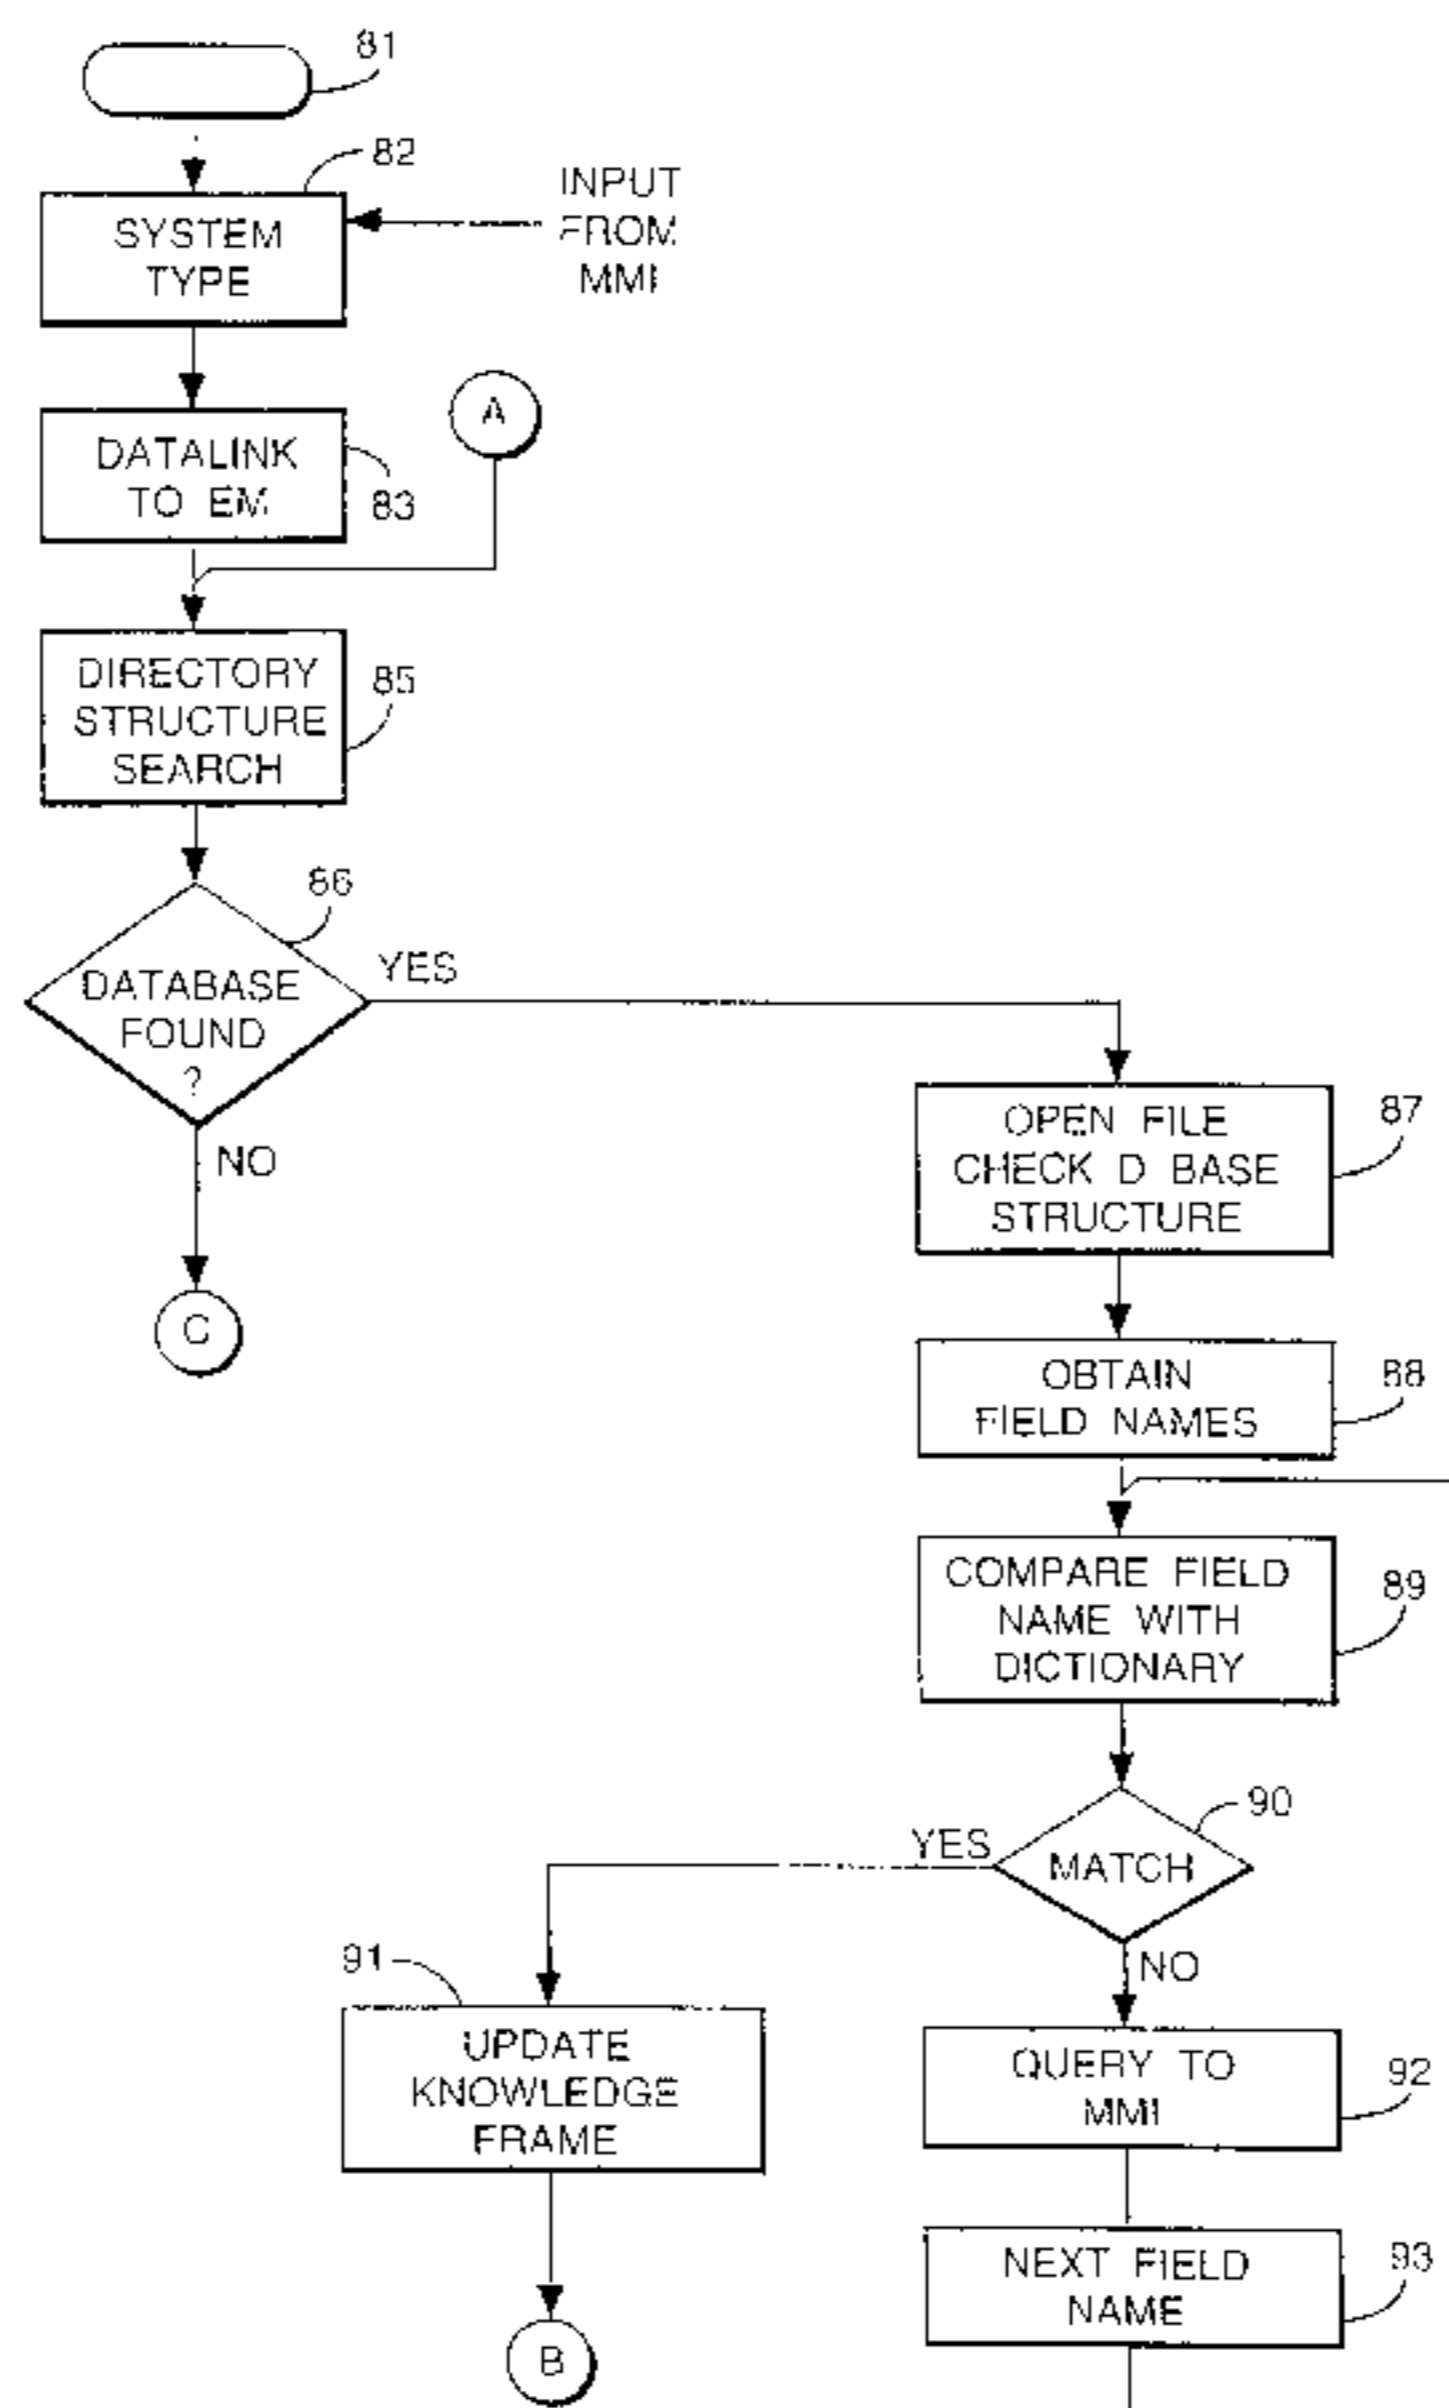 81
82
INPUT
FROM
MMI
SYSTEM
TYPE
A
DATALINK
TO EM
83
DIRECTORY
STRUCTURE
SEARCH
85
86
DATABASE
FOUND
?
YES
NO
C
OPEN FILE
CHECK D BASE
STRUCTURE
87
OBTAIN
FIELD NAMES
88
COMPARE FIELD
NAME WITH
DICTIONARY
89
90
MATCH
YES
NO
91
UPDATE
KNOWLEDGE
FRAME
QUERY TO
MMI
92
NEXT FIELD
NAME
93
B